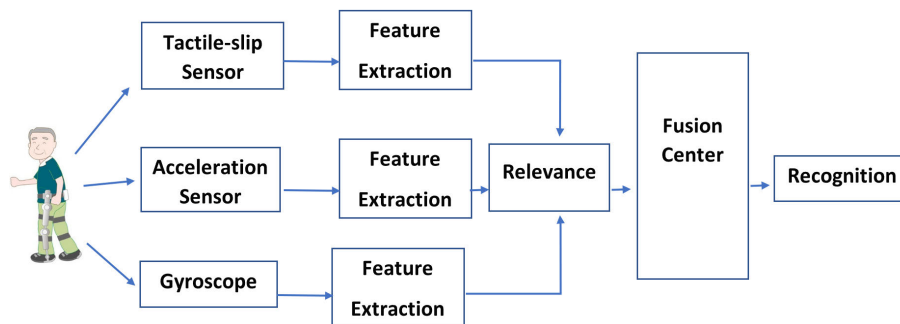 Tactile-slip
Sensor
Feature
Extraction
Acceleration
Sensor
Feature
Extraction
Gyroscope
Feature
Extraction
Relevance
Fusion
Center
Recognition